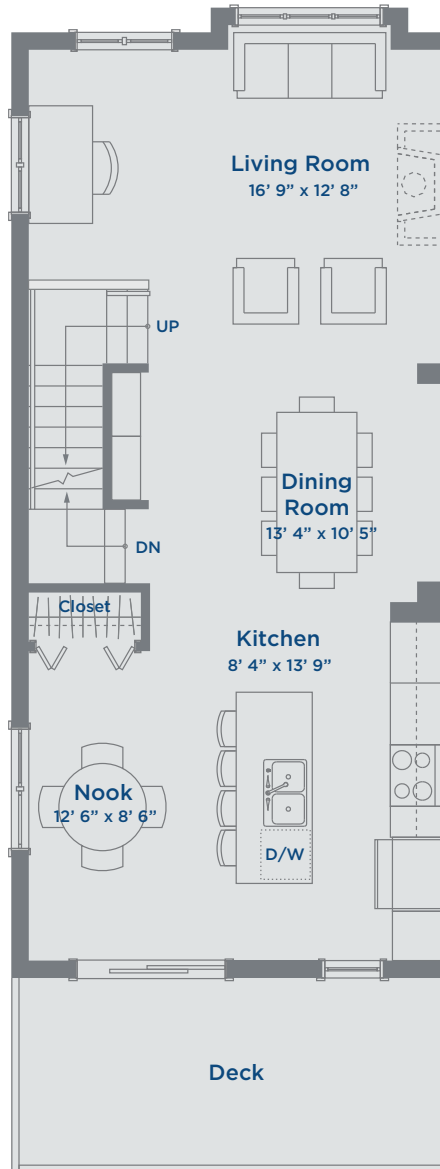 Living Room
16’ 9” x 12’ 8”
UP
Dining
Room
13’ 4” x 10’ 5”
DN
Closet
Kitchen
8’ 4” x 13’ 9”
Nook
12’ 6” x 8’ 6”
D/W
Deck